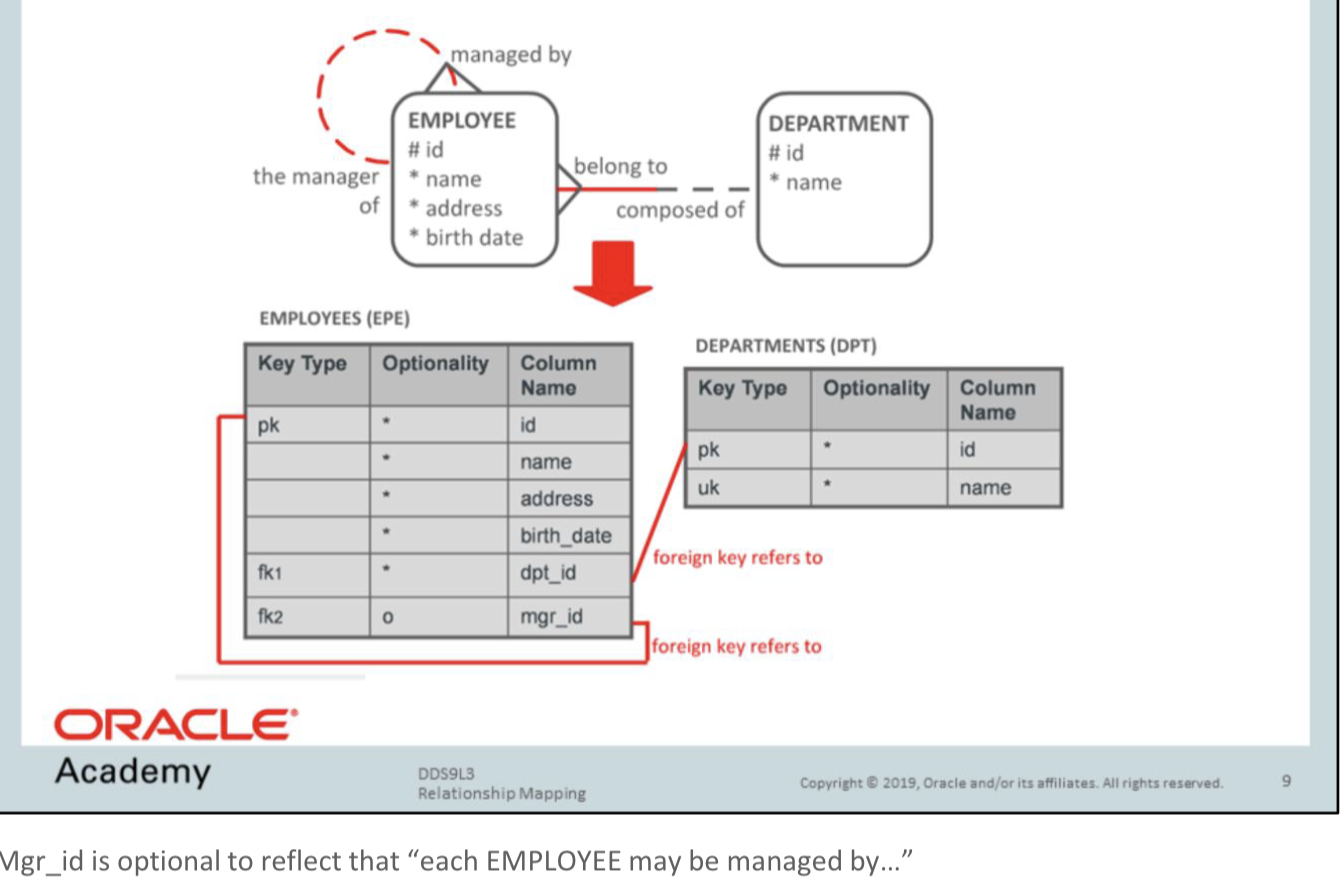 managed by
EMPLOYEE
# id
* name
* address
* birth date
the manager
of
belong to
composed of
DEPARTMENT
# id
* name
EMPLOYEES (EPE)
Key Type Optionality Column Name
pk * id
* name
* address
* birth_date
fk1 * dpt_id
fk2 o mgr_id
DEPARTMENTS (DPT)
Key Type Optionality Column Name
pk * id
uk * name
foreign key refers to
foreign key refers to
ORACLE
Academy
DDS9L3
Relationship Mapping
Copyright © 2019, Oracle and/or its affiliates. All rights reserved.
9
Mgr_id is optional to reflect that “each EMPLOYEE may be managed by…”